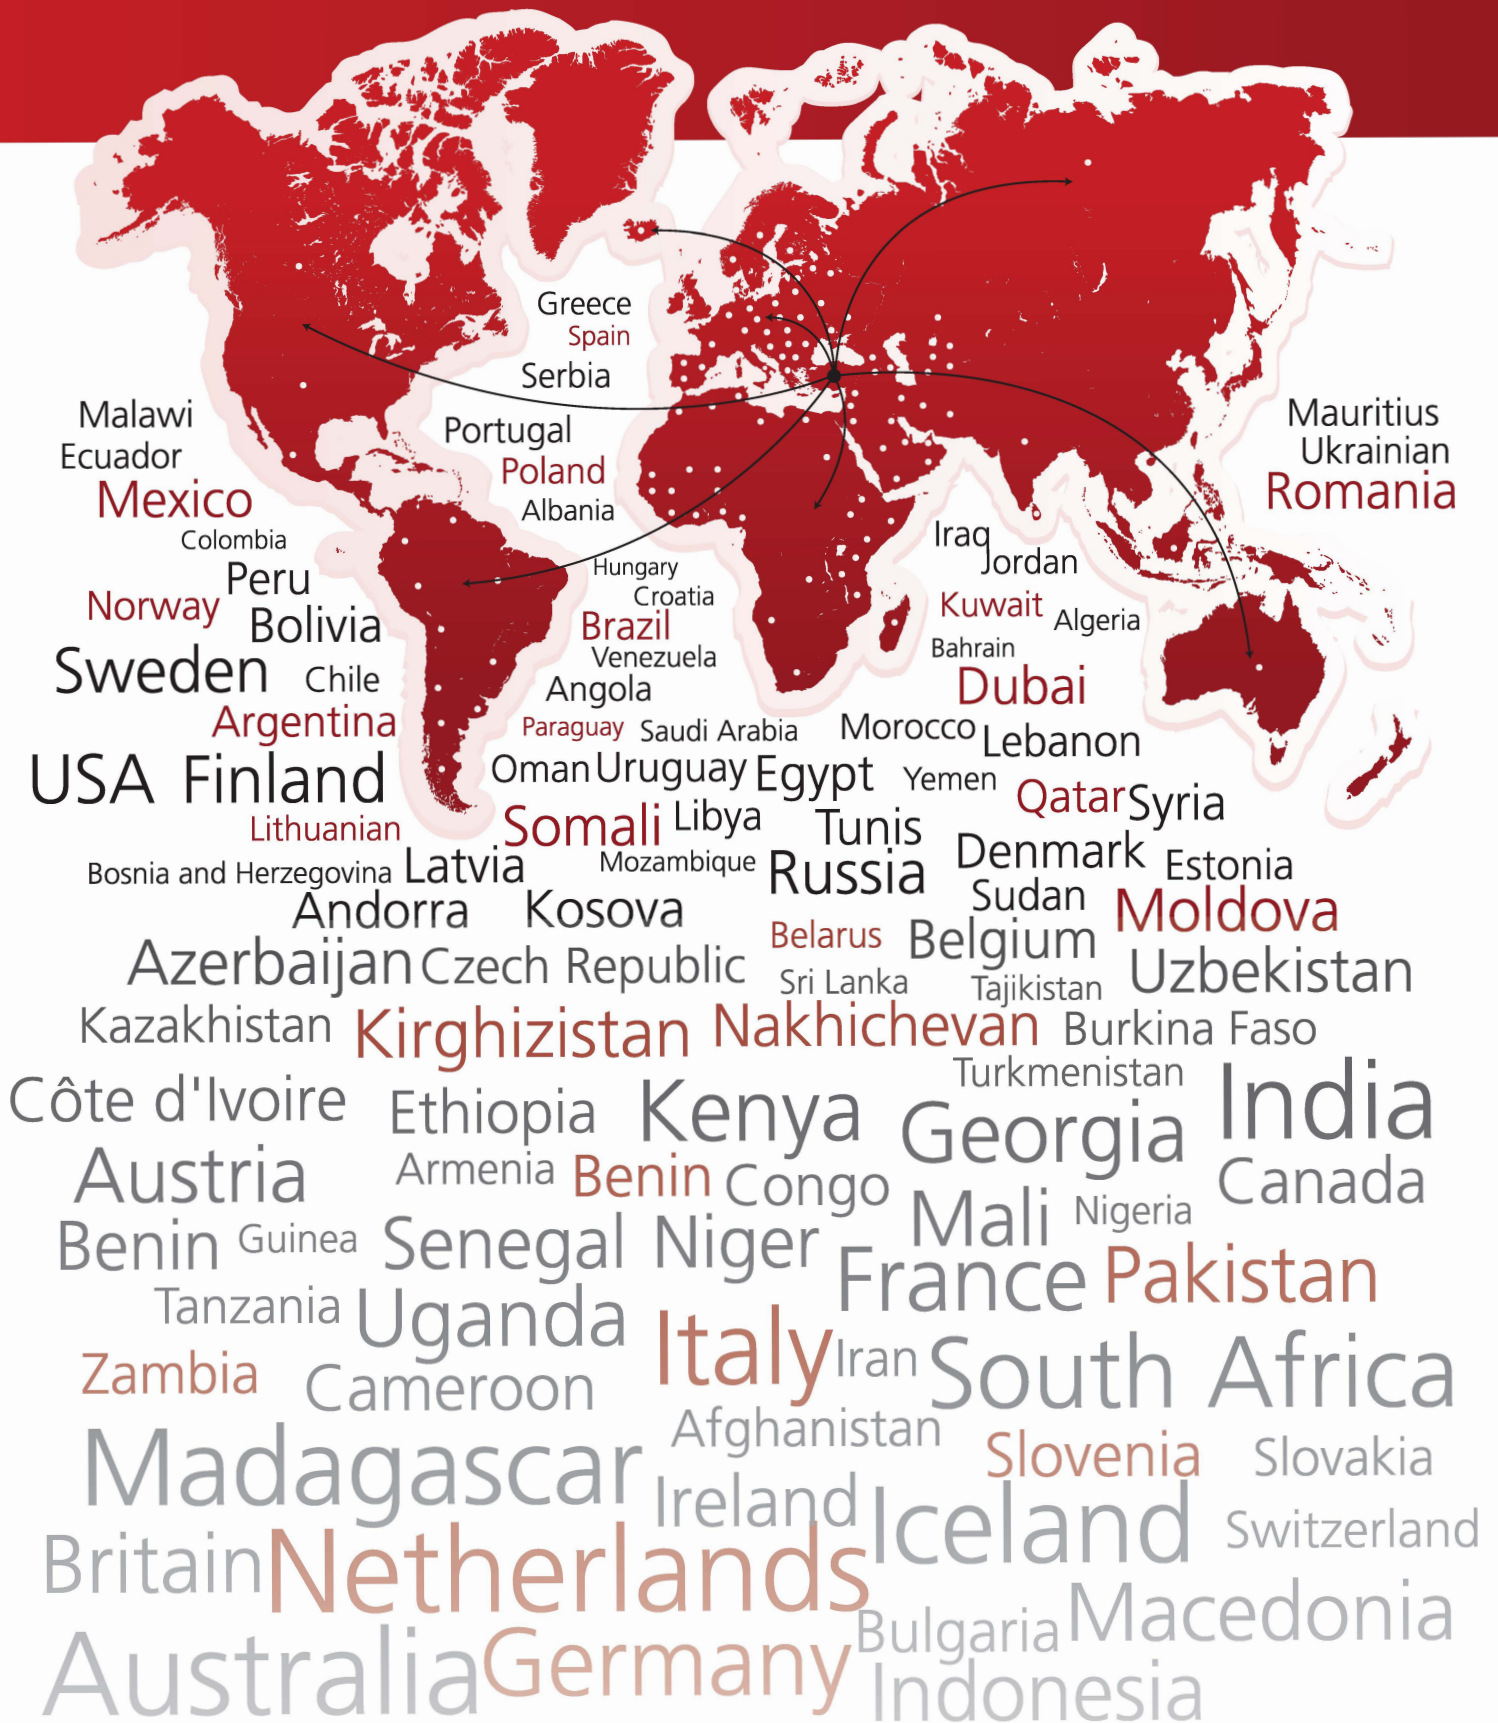 Greece
Spain
Serbia
Malawi
Portugal
Mauritius
Ecuador
Poland
Ukrainian
Mexico
Albania
Romania
Colombia
Iraq
Peru
Hungary
Jordan
Norway
Croatia
Kuwait
Bolivia
Brazil
Algeria
Sweden
Venezuela
Bahrain
Chile
Angola
Dubai
Argentina
Paraguay Saudi Arabia Morocco Lebanon
USA Finland Oman Uruguay Egypt Yemen Qatar Syria
Lithuanian Somali Libya Tunis
Bosnia and Herzegovina Latvia Mozambique Russia Denmark Estonia
Andorra Kosova Sudan Moldova
Belarus Belgium
Azerbaijan Czech Republic Sri Lanka Tajikistan Uzbekistan
Kazakhistan Kirghizistan Nakhichevan Burkina Faso
Turkmenistan
Côte d'Ivoire Ethiopia Kenya Georgia India
Austria Armenia Benin Congo Canada
Benin Guinea Senegal Niger Mali Nigeria
France Pakistan
Tanzania Uganda
Zambia Cameroon Italy Iran South Africa
Afghanistan
Madagascar Slovenia Slovakia
Ireland Iceland Switzerland
Britain Netherlands
Bulgaria Macedonia
Australia Germany Indonesia